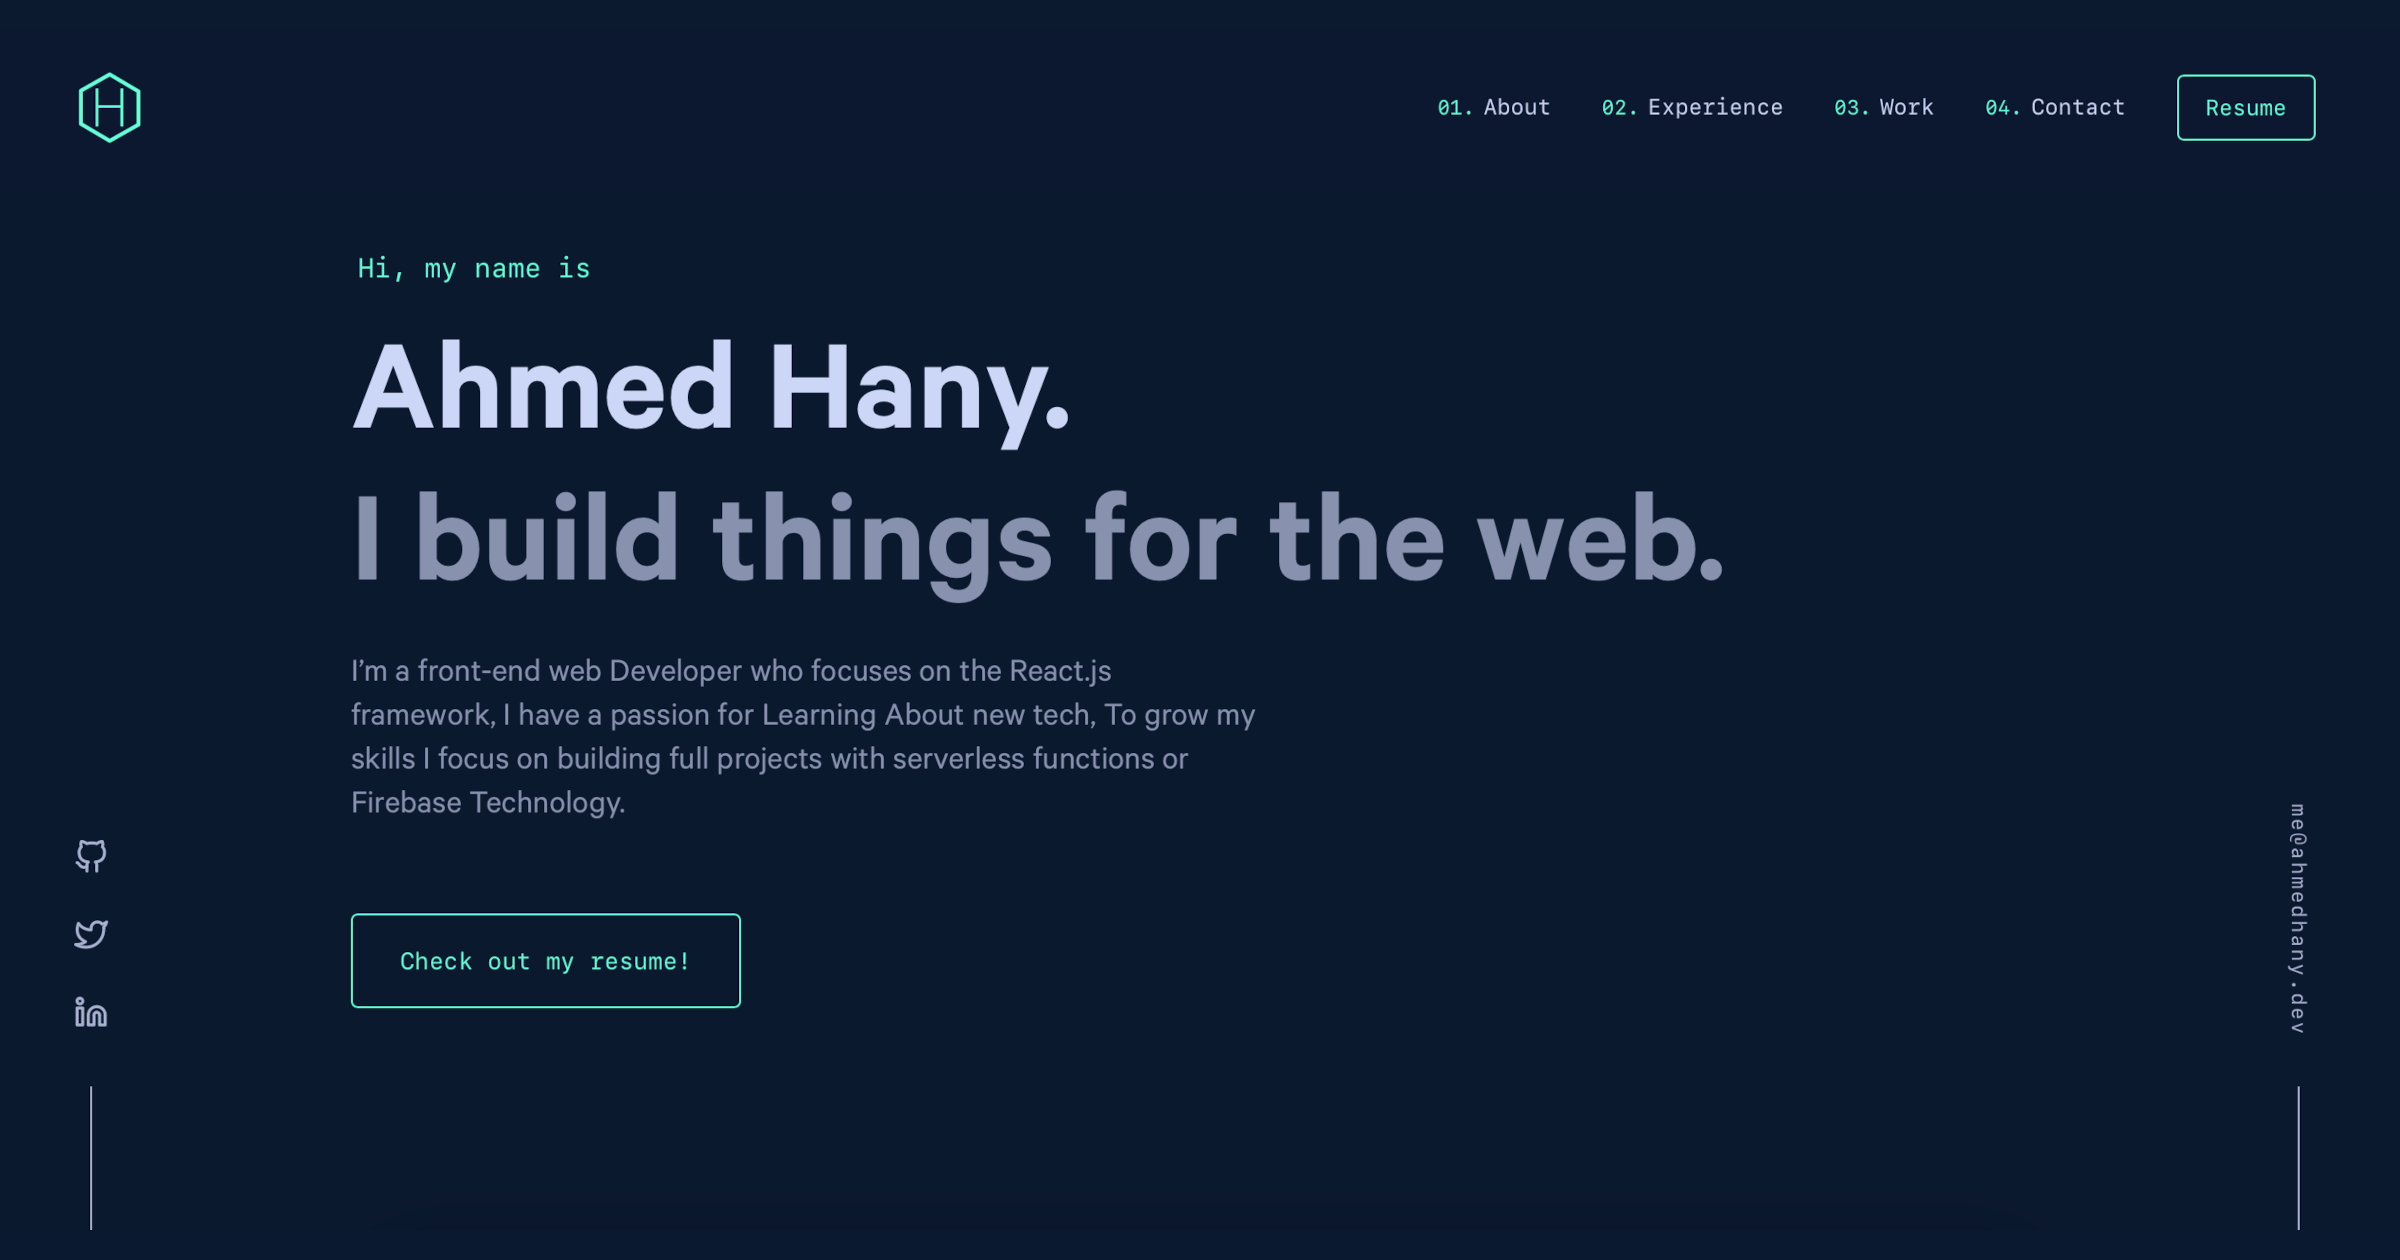 H
01. About 02. Experience 03. Work 04. Contact Resume
Hi, my name is
Ahmed Hany.
I build things for the web.
I’m a front-end web Developer who focuses on the React.js
framework, I have a passion for Learning About new tech, To grow my
skills I focus on building full projects with serverless functions or
Firebase Technology.
Check out my resume!
in
me@ahmedhany.dev